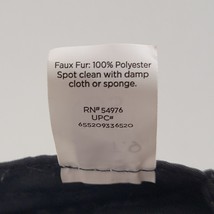 Faux Fur: 100% Polyester
Spot clean with damp
cloth or sponge.
RN# 54976
UPC#
655209336520